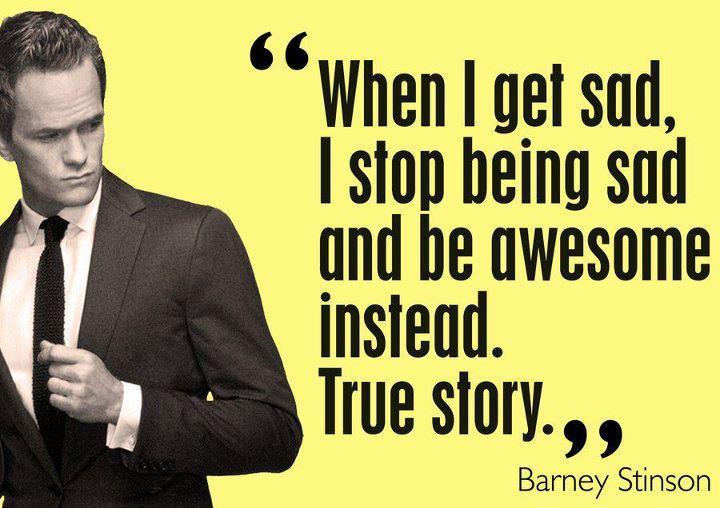 “When I get sad,
I stop being sad
and be awesome
instead.
True story.”
Barney Stinson